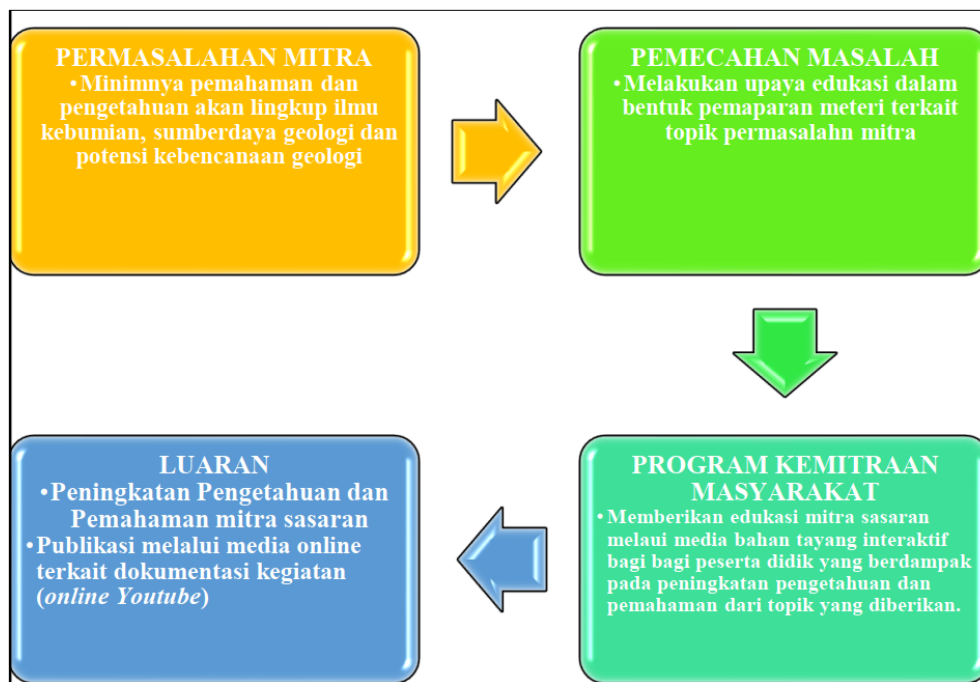 PERMASALAHAN MITRA
•Minimnya pemahaman dan
pengetahuan akan lingkup ilmu
kebumian, sumberdaya geologi dan
potensi kebencanaan geologi
PEMECAHAN MASALAH
•Melakukan upaya edukasi dalam
bentuk pemaparan meteri terkait
topik permasalahn mitra
PROGRAM KEMITRAAN
MASYARAKAT
•Memberikan edukasi mitra sasaran
melaui media bahan tayang interaktif
bagi bagi peserta didik yang berdampak
pada peningkatan pengetahuan dan
pemahaman dari topik yang diberikan.
LUARAN
•Peningkatan Pengetahuan dan
Pemahaman mitra sasaran
•Publikasi melalui media online
terkait dokumentasi kegiatan
(online Youtube)